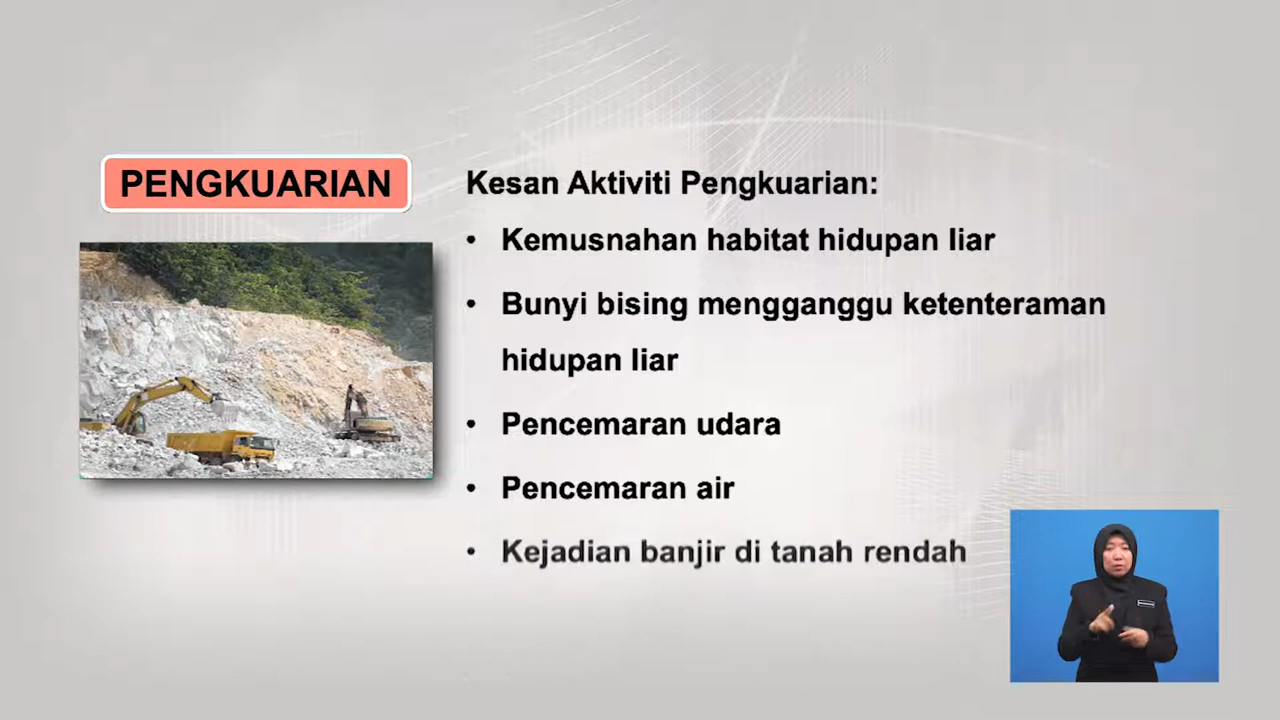 PENGKUARIAN
Kesan Aktiviti Pengkuarian:
• Kemusnahan habitat hidupan liar
• Bunyi bising mengganggu ketenteraman
hidupan liar
• Pencemaran udara
• Pencemaran air
• Kejadian banjir di tanah rendah